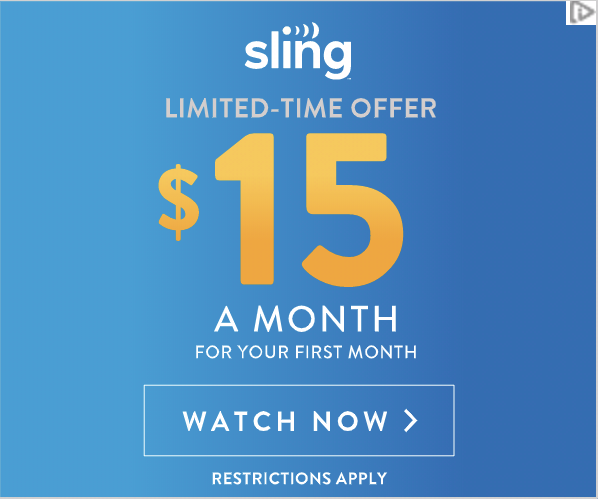 sling
LIMITED-TIME OFFER
$15
A MONTH
FOR YOUR FIRST MONTH
WATCH NOW >
RESTRICTIONS APPLY